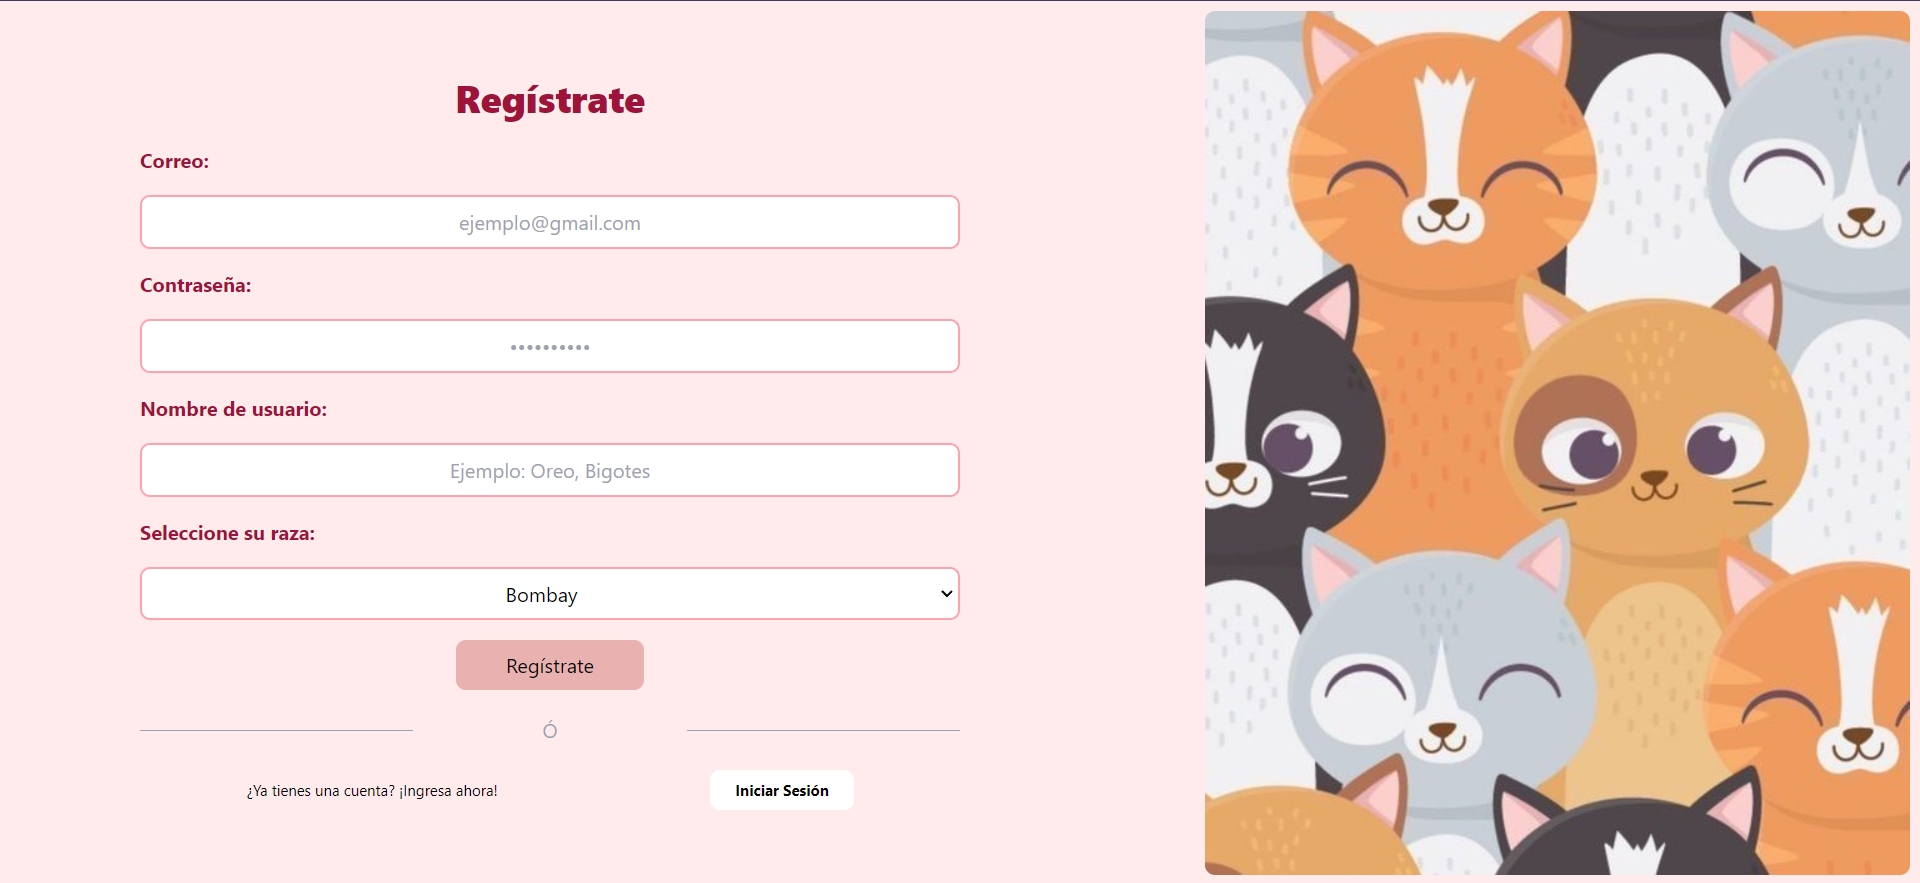 Regístrate
Correo:
ejemplo@gmail.com
Contraseña:
••••••••••
Nombre de usuario:
Ejemplo: Oreo, Bigotes
Seleccione su raza:
Bombay
Regístrate
Ó
¿Ya tienes una cuenta? ¡Ingresa ahora!
Iniciar Sesión